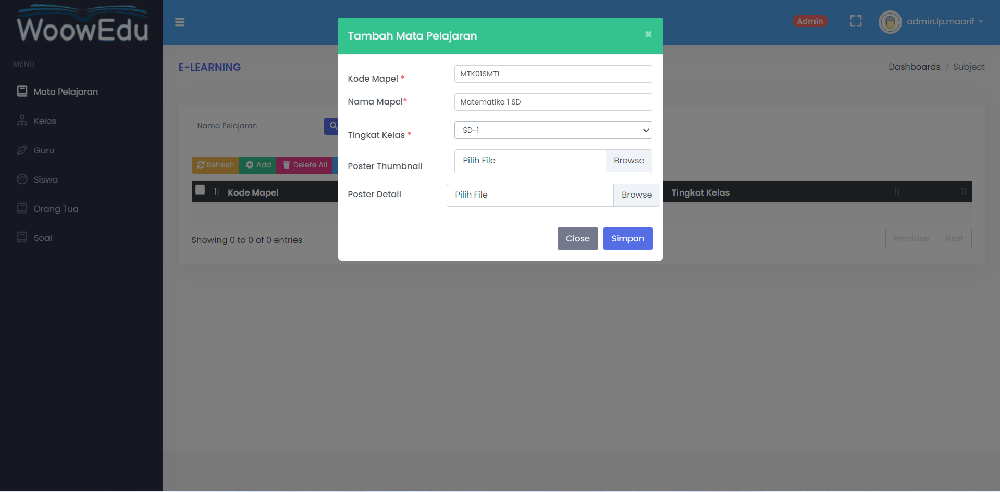 WoowEdu
Admin
admin.lp.maarif
MENU
Mata Pelajaran
Kelas
Guru
Siswa
Orang Tua
Soal
E-LEARNING
Dashboards / Subject
Nama Pelajaran
Refresh
Add
Delete All
Kode Mapel
Tingkat Kelas
Showing 0 to 0 of 0 entries
Previous
Next
Tambah Mata Pelajaran
Kode Mapel *
MTK01SMT1
Nama Mapel*
Matematika 1 SD
Tingkat Kelas *
SD-1
Poster Thumbnail
Pilih File
Browse
Poster Detail
Pilih File
Browse
Close
Simpan